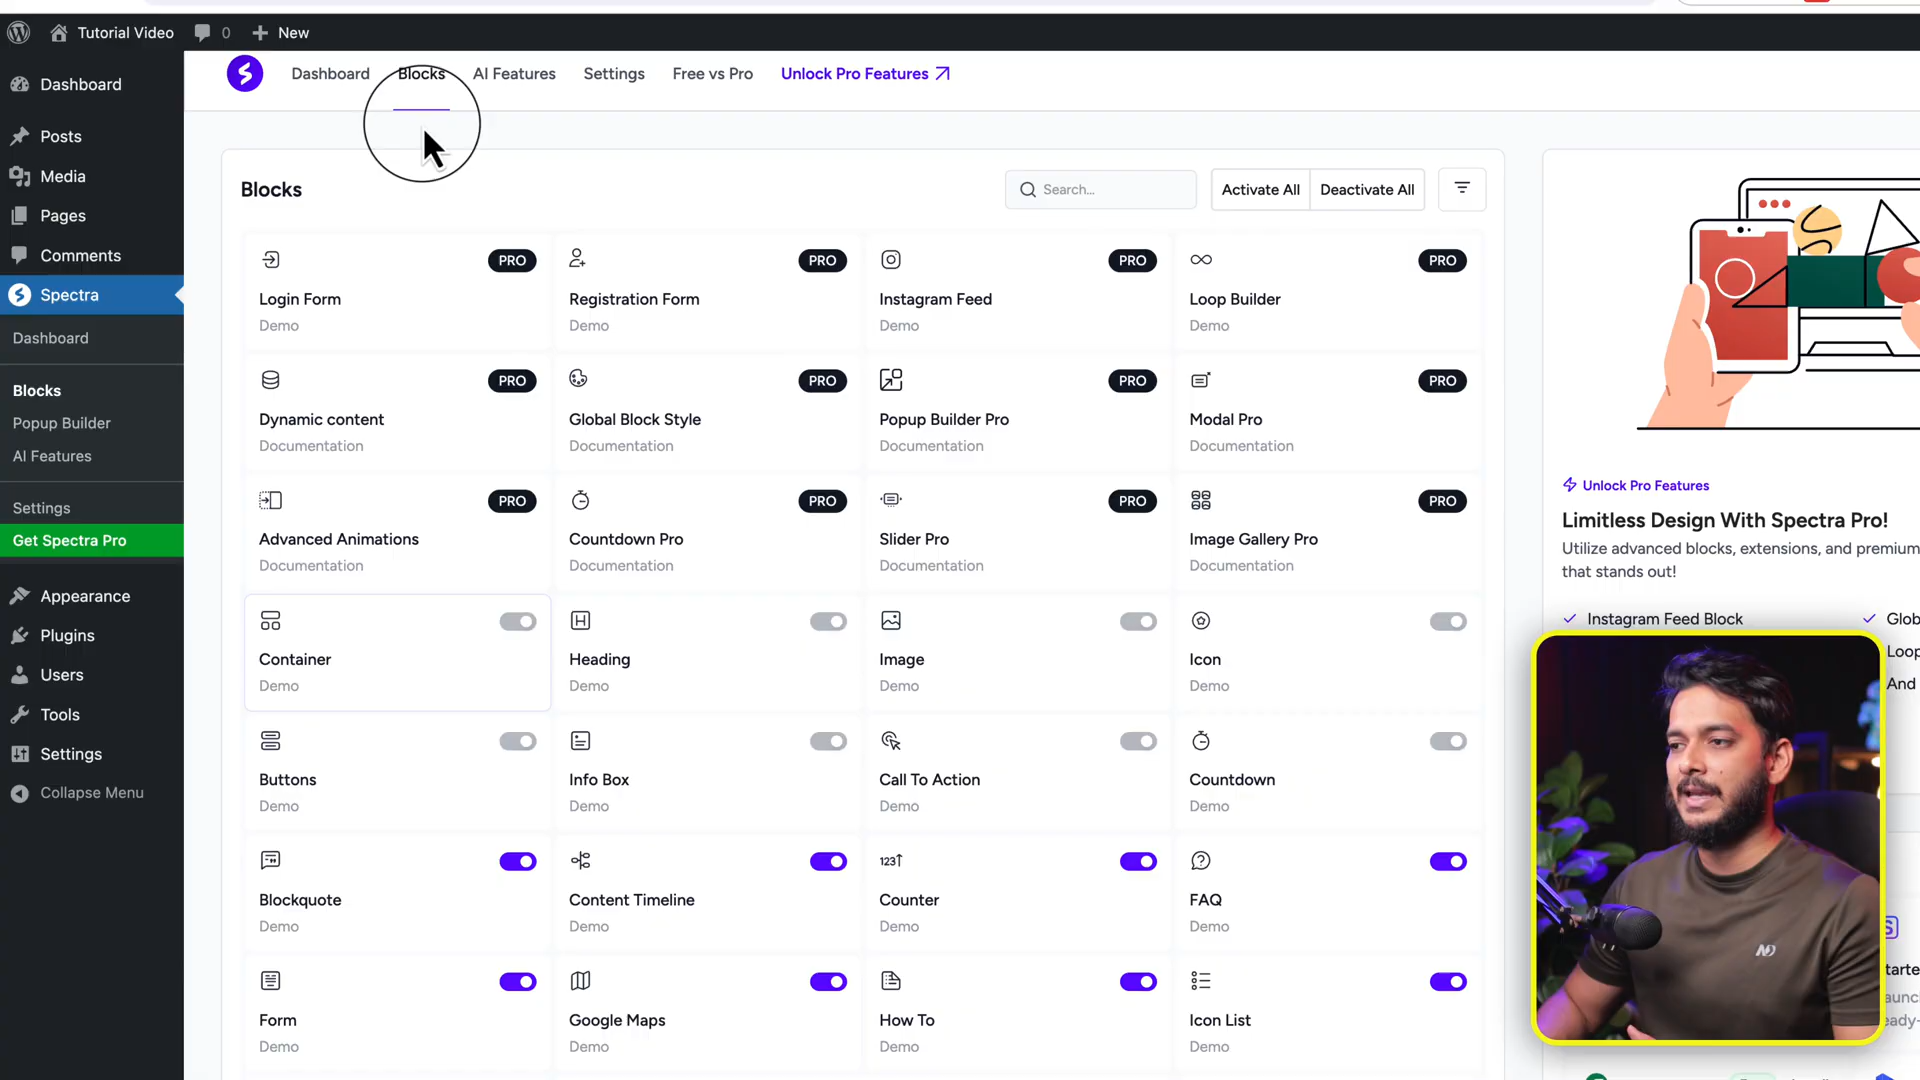 Tutorial Video
0
New
Dashboard
Posts
Media
Pages
Comments
Spectra
Dashboard
Blocks
Popup Builder
AI Features
Settings
Get Spectra Pro
Appearance
Plugins
Users
Tools
Settings
Collapse Menu
Dashboard Blocks AI Features Settings Free vs Pro Unlock Pro Features
Blocks
Search...
Activate All Deactivate All
PRO PRO PRO PRO
Login Form Registration Form Instagram Feed Loop Builder
Demo Demo Demo Demo
PRO PRO PRO PRO
Dynamic content Global Block Style Popup Builder Pro Modal Pro
Documentation Documentation Documentation Documentation
PRO PRO PRO PRO
Advanced Animations Countdown Pro Slider Pro Image Gallery Pro
Documentation Documentation Documentation Documentation
Container Heading Image Icon
Demo Demo Demo Demo
Buttons Info Box Call To Action Countdown
Demo Demo Demo Demo
123
Blockquote Content Timeline Counter FAQ
Demo Demo Demo Demo
Form Google Maps How To Icon List
Demo Demo Demo Demo
Unlock Pro Features
Limitless Design With Spectra Pro!
Utilize advanced blocks, extensions, and premium
that stands out!
Instagram Feed Block Glob
Loop
And